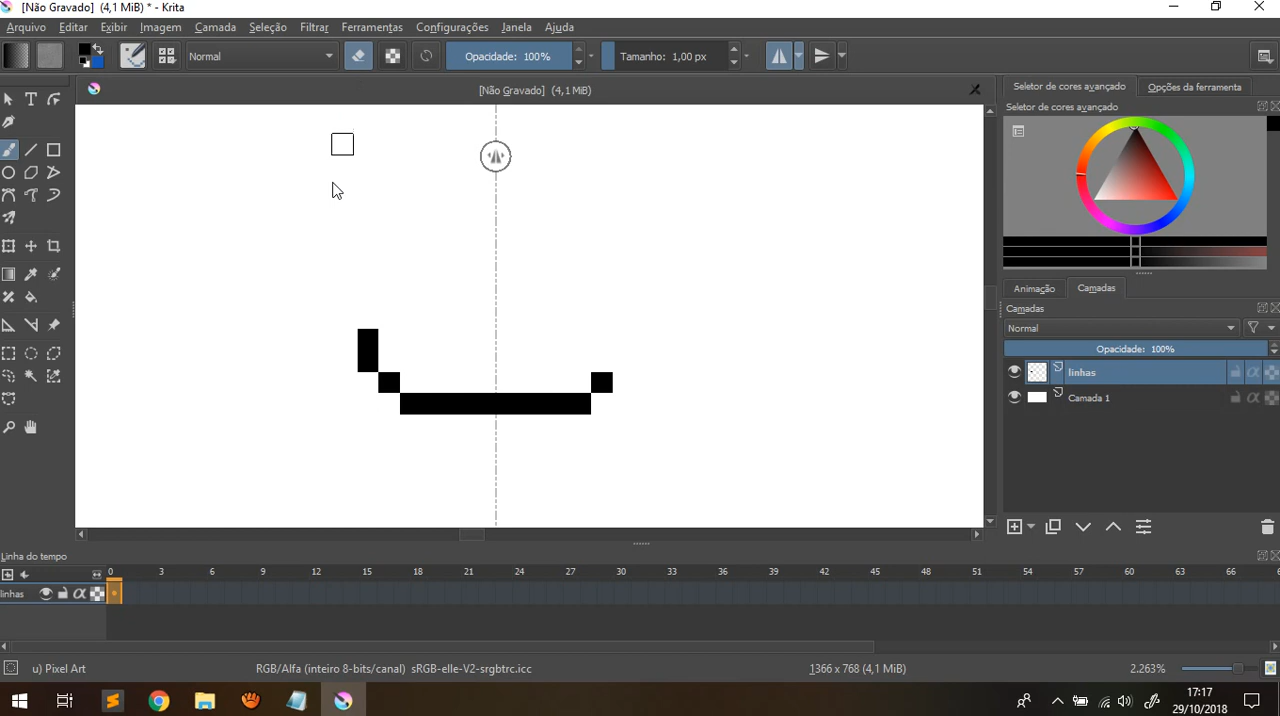 [Não Gravado] (4,1 MiB) * - Krita
Arquivo Editar Exibir Imagem Camada Seleção Filtrar Ferramentas Configurações Janela Ajuda
Normal Opacidade: 100% Tamanho: 1,00 px
[Não Gravado] (4,1 MiB)
Seletor de cores avançado Opções da ferramenta
Seletor de cores avançado
Animação Camadas
Camadas
Normal
Opacidade: 100%
linhas
Camada 1
Linha do tempo
0 3 6 9 12 15 18 21 24 27 30 33 36 39 42 45 48 51 54 57 60 63 66
linhas
u) Pixel Art RGB/Alfa (inteiro 8-bits/canal) sRGB-elle-V2-srgbtrc.icc 1366 x 768 (4,1 MiB) 2.263%
17:17
29/10/2018